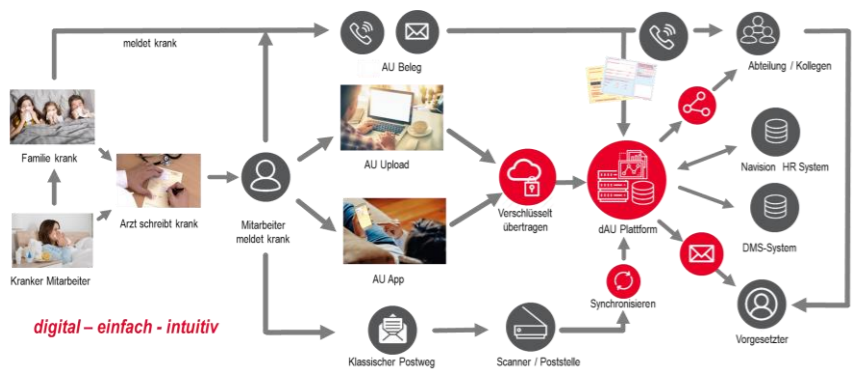 meldet krank
AU Beleg
Abteilung / Kollegen
Familie krank
AU Upload
Navision HR System
Arzt schreibt krank
Mitarbeiter
meldet krank
Verschlüsselt
übertragen
dAU Plattform
DMS-System
Kranker Mitarbeiter
AU App
Synchronisieren
digital – einfach - intuitiv
Klassischer Postweg
Scanner / Poststelle
Vorgesetzter